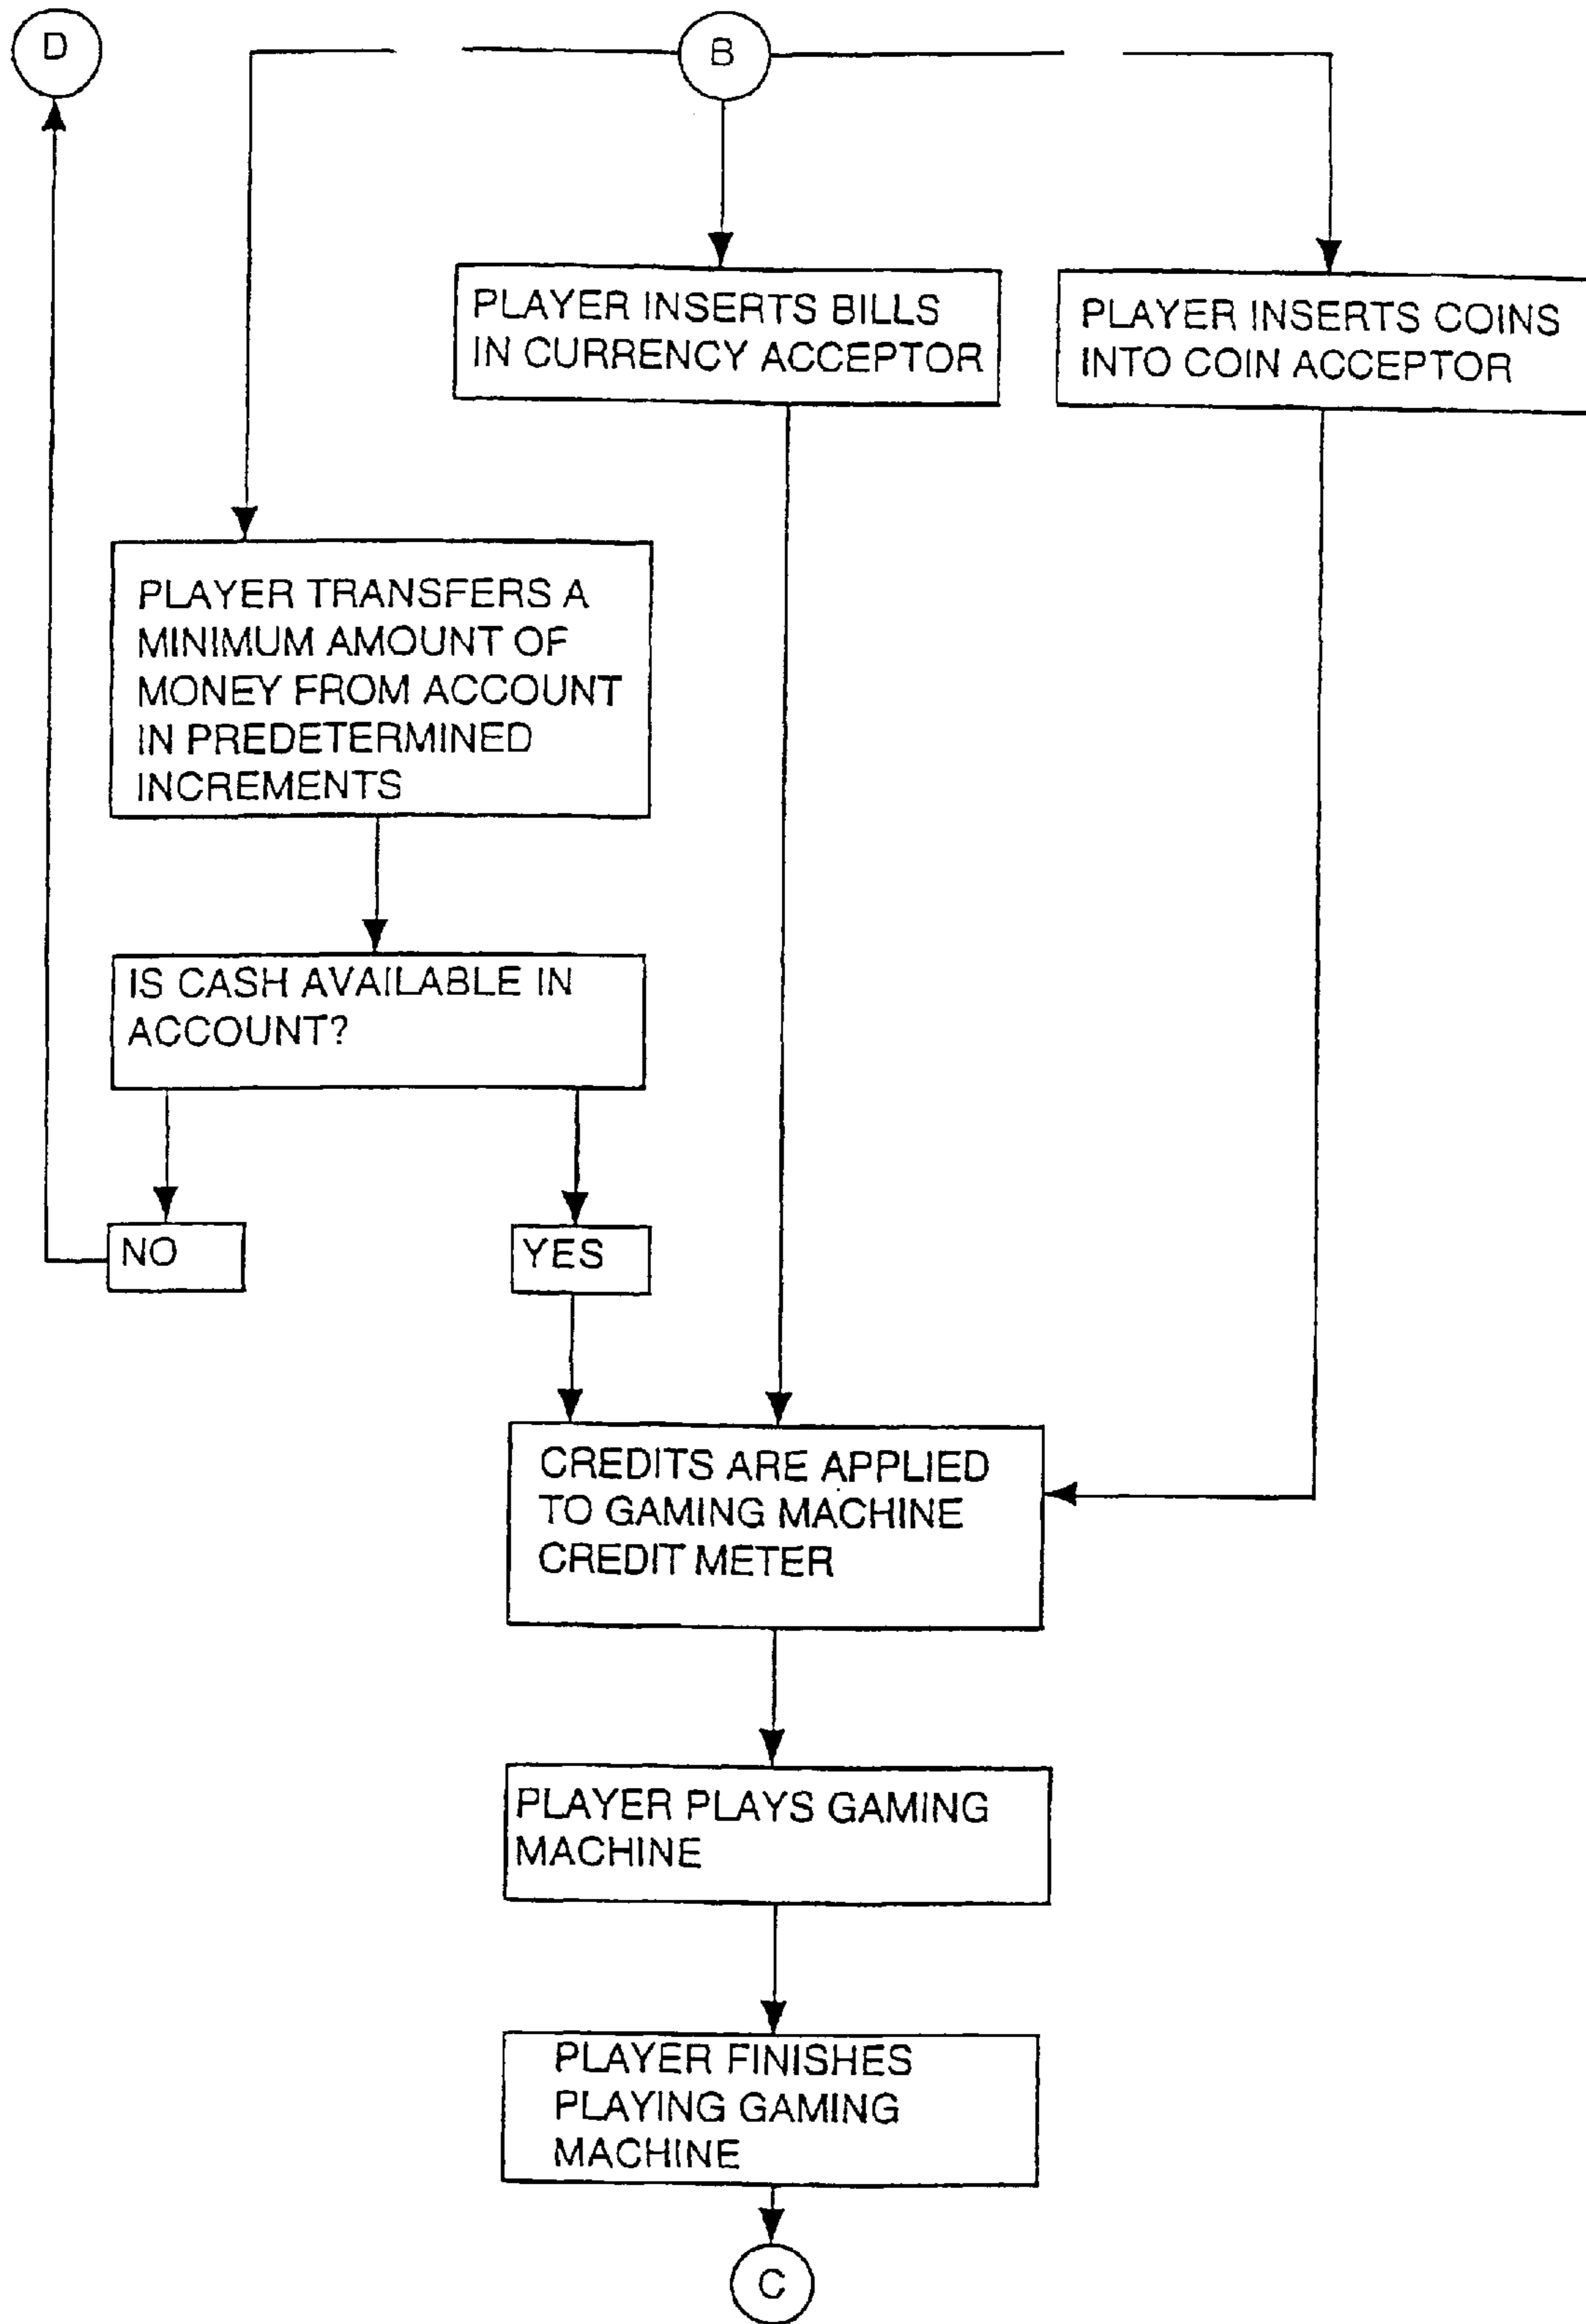 D
B
PLAYER INSERTS BILLS
IN CURRENCY ACCEPTOR
PLAYER INSERTS COINS
INTO COIN ACCEPTOR
PLAYER TRANSFERS A
MINIMUM AMOUNT OF
MONEY FROM ACCOUNT
IN PREDETERMINED
INCREMENTS
IS CASH AVAILABLE IN
ACCOUNT?
NO
YES
CREDITS ARE APPLIED
TO GAMING MACHINE
CREDIT METER
PLAYER PLAYS GAMING
MACHINE
PLAYER FINISHES
PLAYING GAMING
MACHINE
C